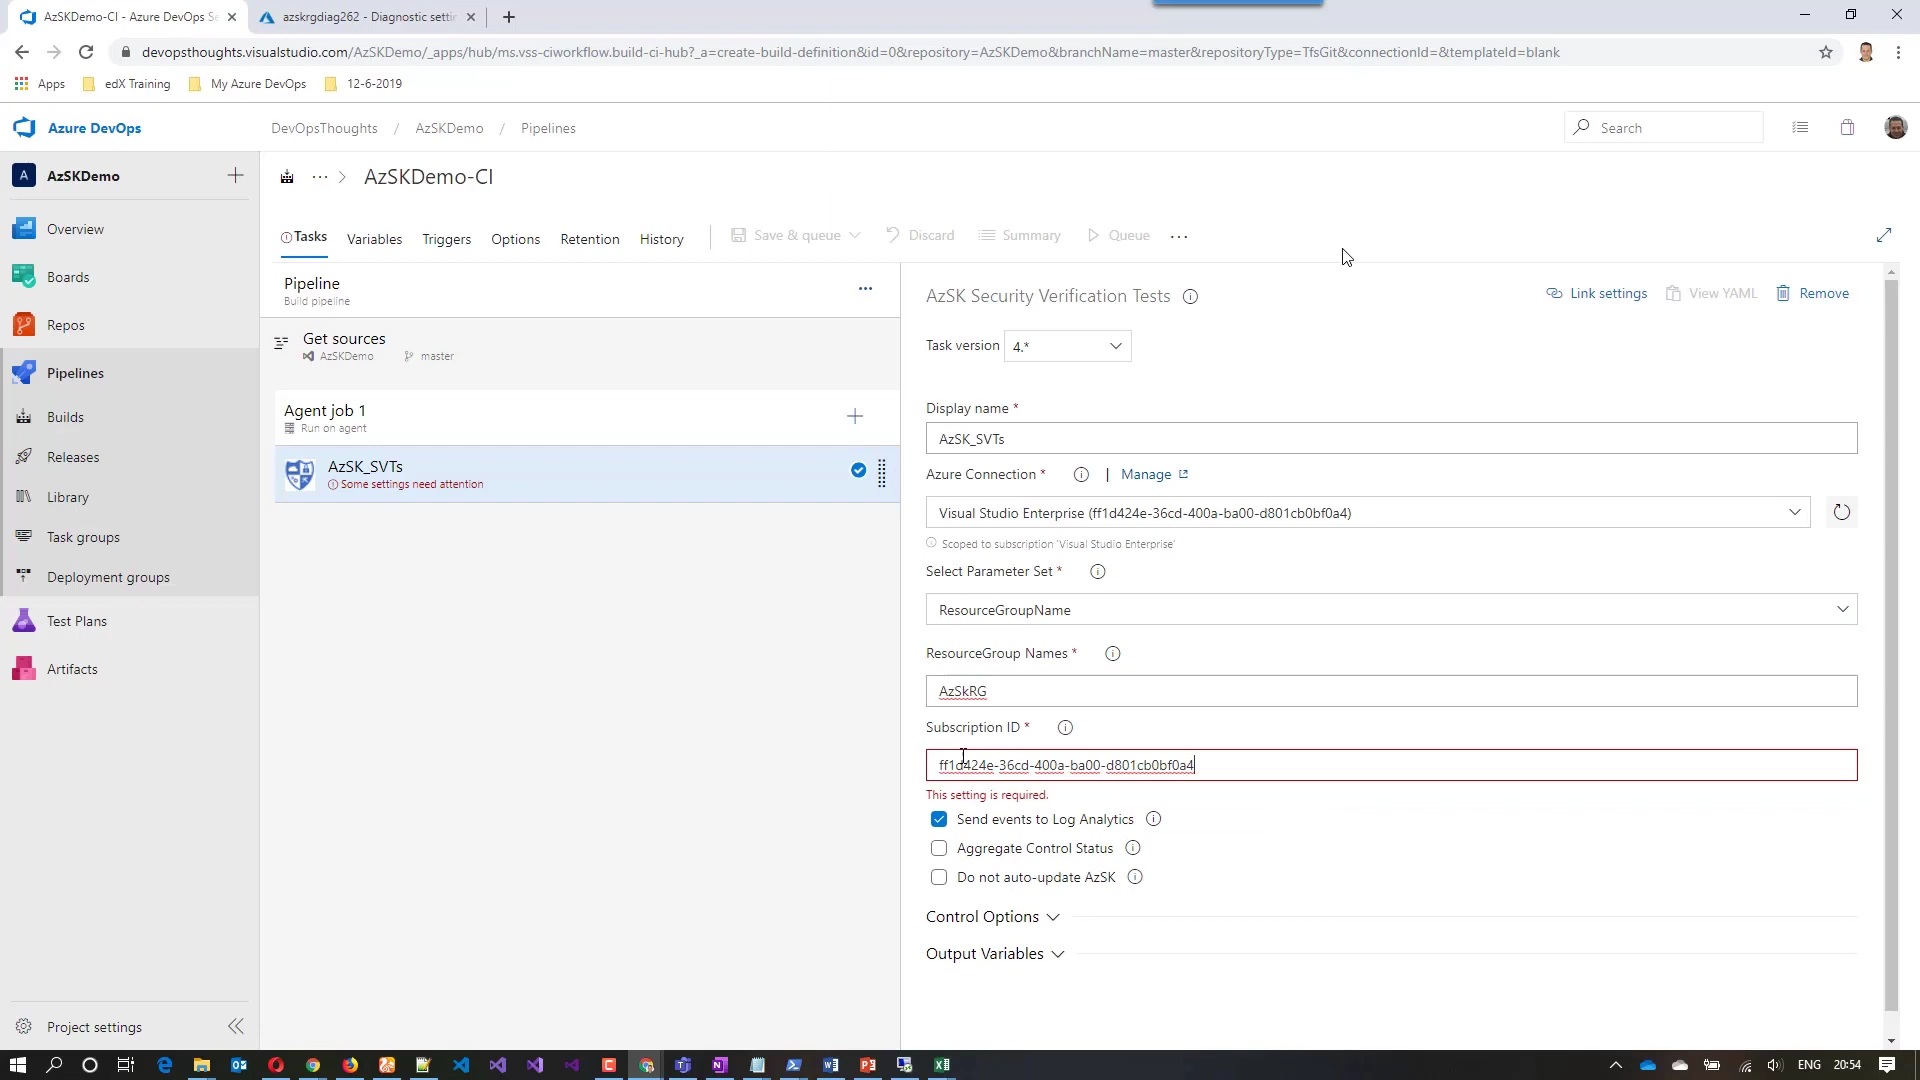 AzSKDemo-CI - Azure DevOps Se
azskrgdiag262 - Diagnostic settin
devopsthoughts.visualstudio.com/AzSKDemo/_apps/hub/ms.vss-ciworkflow.build-ci-hub?_a=create-build-definition&id=0&repository=AzSKDemo&branchName=master&repositoryType=TfsGit&connectionId=&templateId=blank
Apps edX Training My Azure DevOps 12-6-2019
Azure DevOps
DevOpsThoughts / AzSKDemo / Pipelines
Search
A AzSKDemo
Overview
Boards
Repos
Pipelines
Builds
Releases
Library
Task groups
Deployment groups
Test Plans
Artifacts
Project settings
··· > AzSKDemo-CI
Tasks Variables Triggers Options Retention History Save & queue Discard Summary Queue ···
Pipeline
Build pipeline
Get sources
AzSKDemo master
Agent job 1
Run on agent
AzSK_SVTs
Some settings need attention
AzSK Security Verification Tests
Link settings View YAML Remove
Task version 4.*
Display name *
AzSK_SVTs
Azure Connection * | Manage
Visual Studio Enterprise (ff1d424e-36cd-400a-ba00-d801cb0bf0a4)
Scoped to subscription 'Visual Studio Enterprise'
Select Parameter Set *
ResourceGroupName
ResourceGroup Names *
AzSkRG
Subscription ID *
ff1d424e-36cd-400a-ba00-d801cb0bf0a4
This setting is required.
Send events to Log Analytics
Aggregate Control Status
Do not auto-update AzSK
Control Options
Output Variables
ENG 20:54